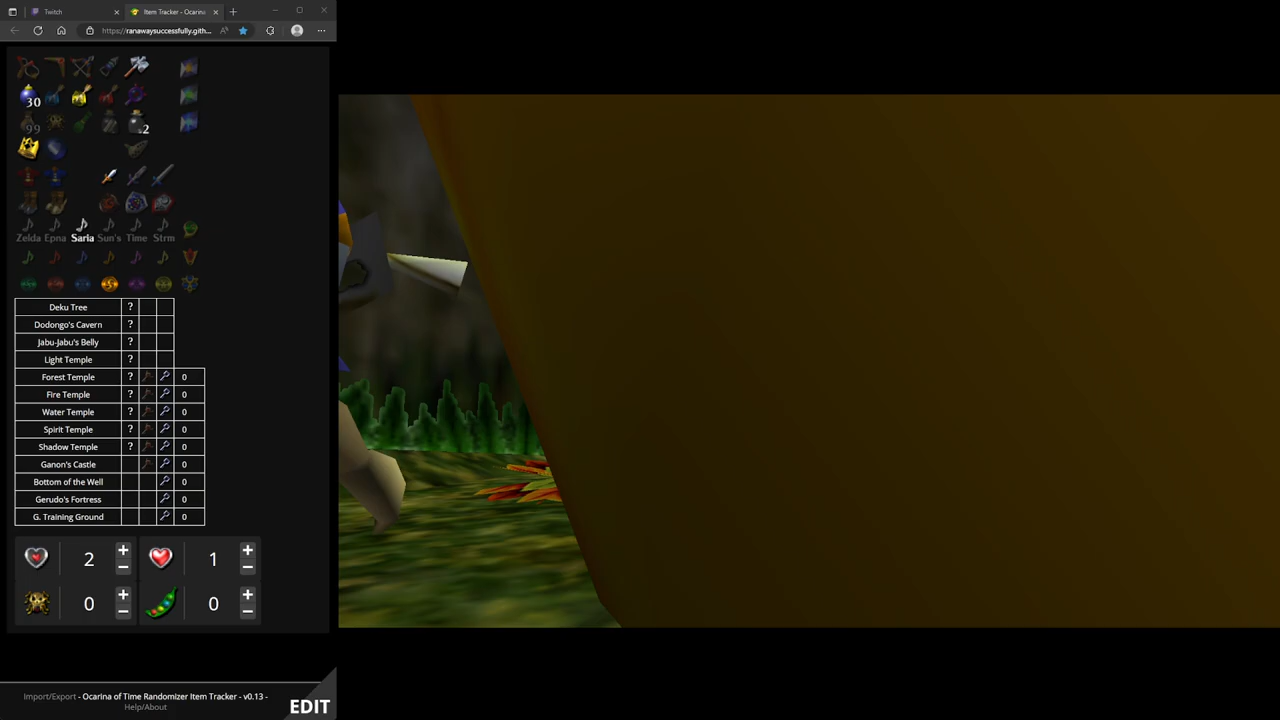 Twitch
Item Tracker - Ocarin
https://ranawaysuccessfully.gith...
30
99 2
Zelda Epna Saria Sun's Time Strm
Deku Tree ?
Dodongo's Cavern ?
Jabu-Jabu's Belly ?
Light Temple ?
Forest Temple ? 0
Fire Temple ? 0
Water Temple ? 0
Spirit Temple ? 0
Shadow Temple ? 0
Ganon's Castle 0
Bottom of the Well 0
Gerudo's Fortress 0
G. Training Ground 0
2 + − 1 + −
0 + − 0 + −
Import/Export - Ocarina of Time Randomizer Item Tracker - v0.13 -
Help/About
EDIT